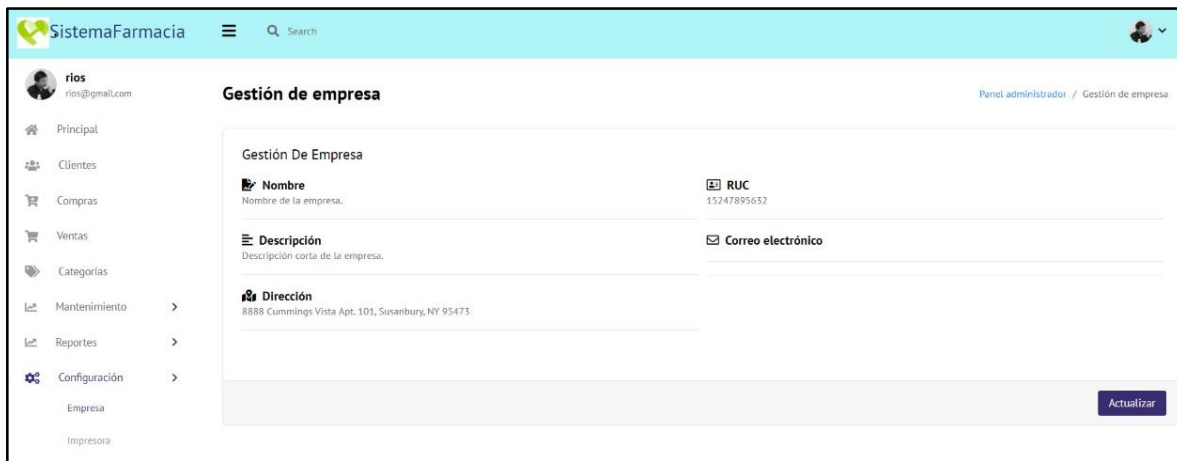 SistemaFarmacia
Search
rios
rios@gmail.com
Principal
Clientes
Compras
Ventas
Categorías
Mantenimiento
Reportes
Configuración
Empresa
Impresora
Gestión de empresa
Panel administrador / Gestión de empresa
Gestión De Empresa
Nombre
Nombre de la empresa.
RUC
15247895632
Descripción
Descripción corta de la empresa.
Correo electrónico
Dirección
8888 Cummings Vista Apt. 101, Susanbury, NY 95473
Actualizar